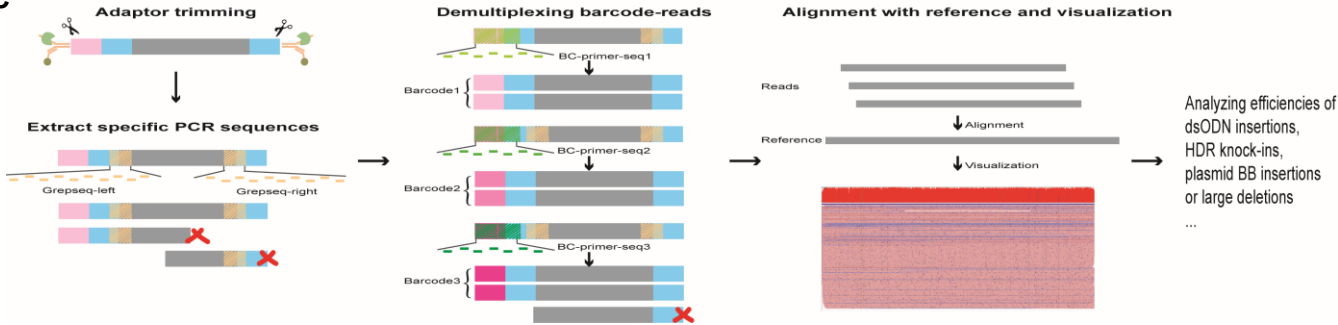 Adaptor trimming
Extract specific PCR sequences
Grepseq-left
Grepseq-right
Demultiplexing barcode-reads
BC-primer-seq1
Barcode1
BC-primer-seq2
Barcode2
BC-primer-seq3
Barcode3
Alignment with reference and visualization
Reads
Alignment
Reference
Visualization
Analyzing efficiencies of
dsODN insertions,
HDR knock-ins,
plasmid BB insertions
or large deletions
...